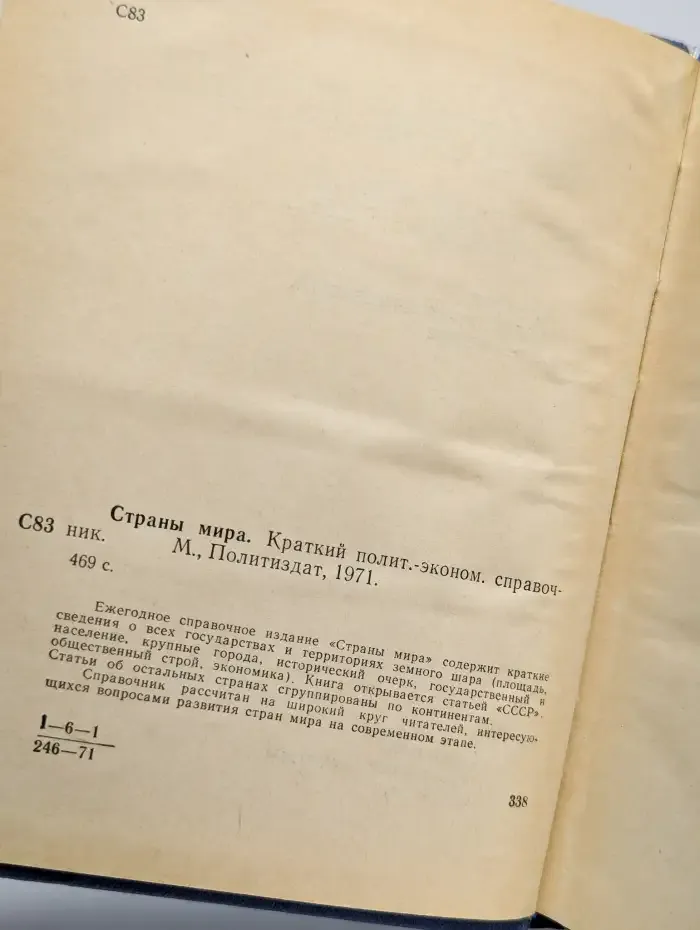 С83
Страны мира. Краткий полит.-эконом. справоч-
С83 ник. М., Политиздат, 1971.
469 с.
Ежегодное справочное издание «Страны мира» содержит краткие
сведения о всех государствах и территориях земного шара (площадь,
население, крупные города, исторический очерк, государственный и
общественный строй, экономика). Книга открывается статьей «СССР».
Статьи об остальных странах сгруппированы по континентам.
Справочник рассчитан на широкий круг читателей, интересую-
щихся вопросами развития стран мира на современном этапе.
1—6—1
246—71
338